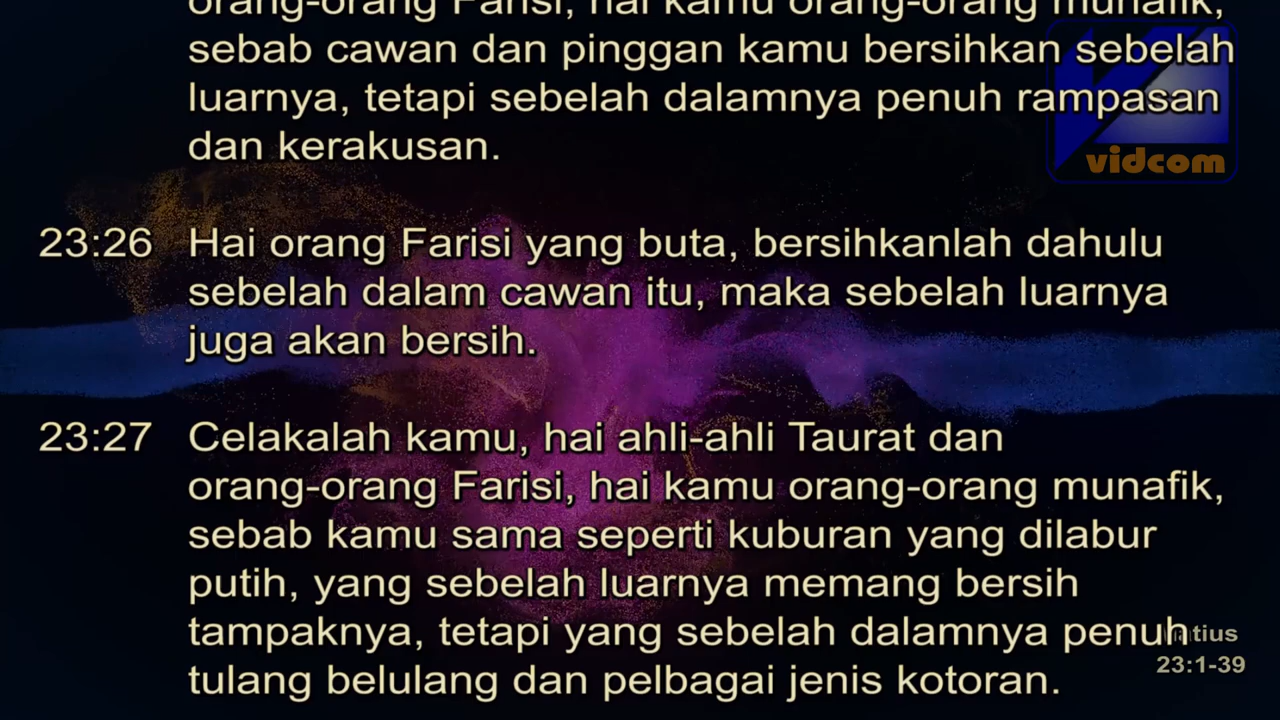 orang-orang Farisi, hai kamu orang-orang munafik,
sebab cawan dan pinggan kamu bersihkan sebelah
luarnya, tetapi sebelah dalamnya penuh rampasan
dan kerakusan.
vidcom
23:26 Hai orang Farisi yang buta, bersihkanlah dahulu
sebelah dalam cawan itu, maka sebelah luarnya
juga akan bersih.
23:27 Celakalah kamu, hai ahli-ahli Taurat dan
orang-orang Farisi, hai kamu orang-orang munafik,
sebab kamu sama seperti kuburan yang dilabur
putih, yang sebelah luarnya memang bersih
tampaknya, tetapi yang sebelah dalamnya penuh
tulang belulang dan pelbagai jenis kotoran.
Matius
23:1-39